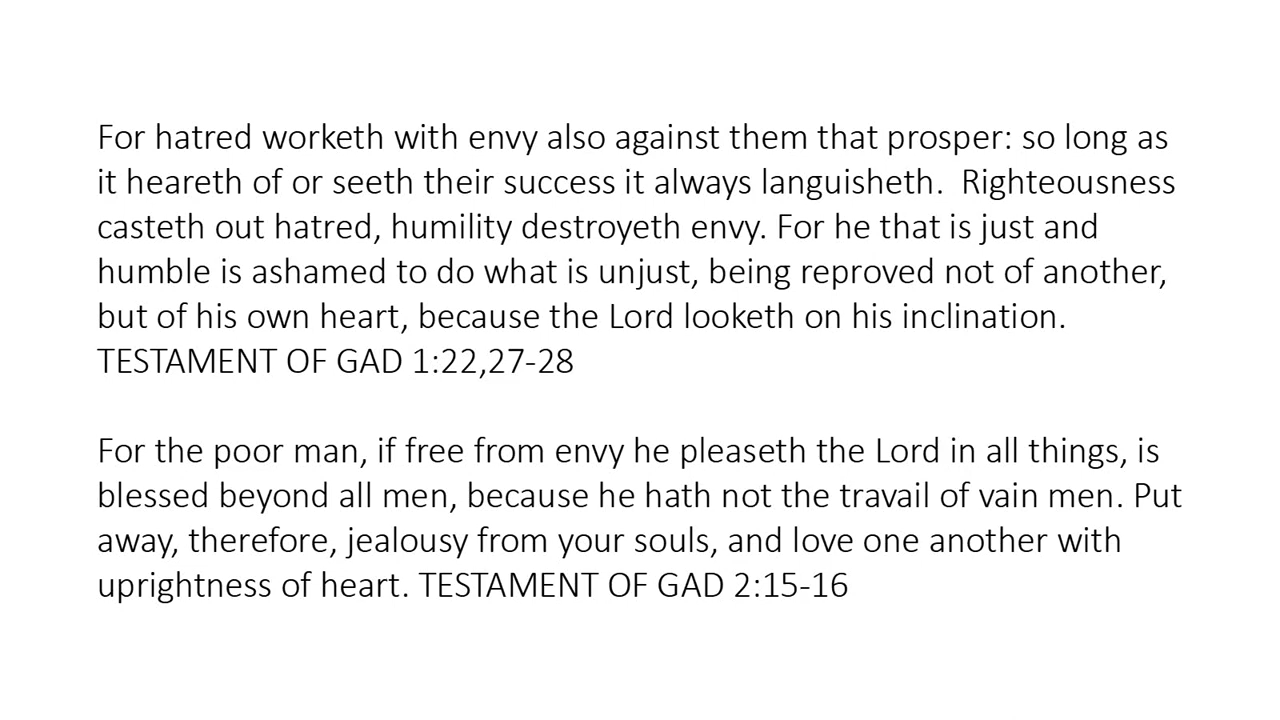 For hatred worketh with envy also against them that prosper: so long as
it heareth of or seeth their success it always languisheth.  Righteousness
casteth out hatred, humility destroyeth envy. For he that is just and
humble is ashamed to do what is unjust, being reproved not of another,
but of his own heart, because the Lord looketh on his inclination.
TESTAMENT OF GAD 1:22,27-28
For the poor man, if free from envy he pleaseth the Lord in all things, is
blessed beyond all men, because he hath not the travail of vain men. Put
away, therefore, jealousy from your souls, and love one another with
uprightness of heart. TESTAMENT OF GAD 2:15-16